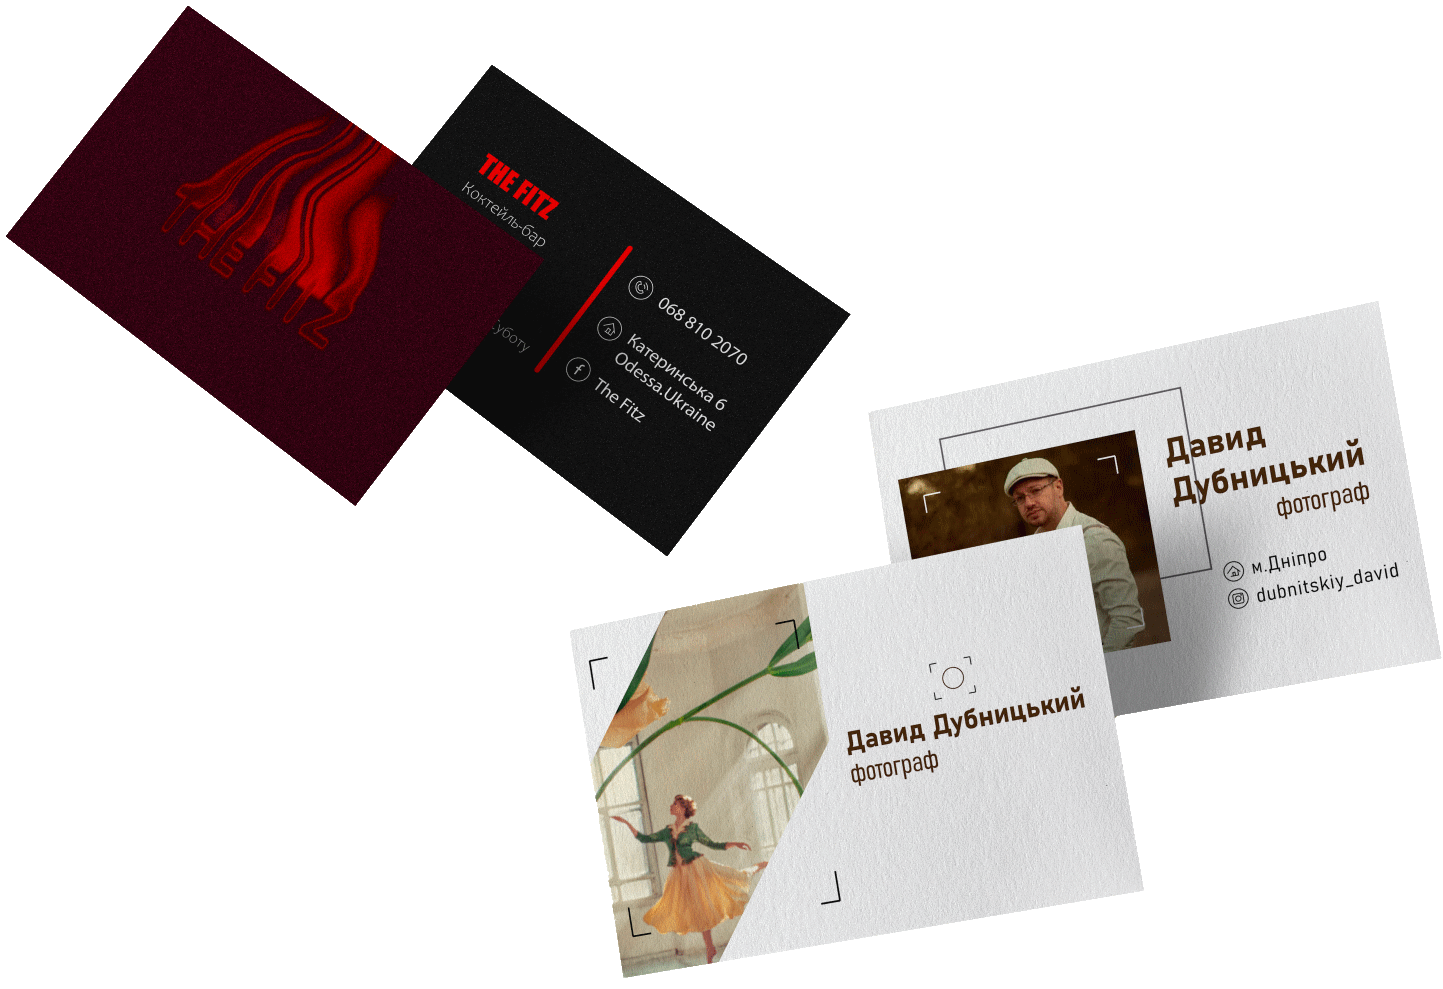 THE FITZ
THE FITZ
Коктейль-бар
суботу
068 810 2070
Катеринська 6
Odessa.Ukraine
The Fitz
Давид
Дубницький
фотограф
м.Дніпро
dubnitskiy_david
Давид Дубницький
фотограф